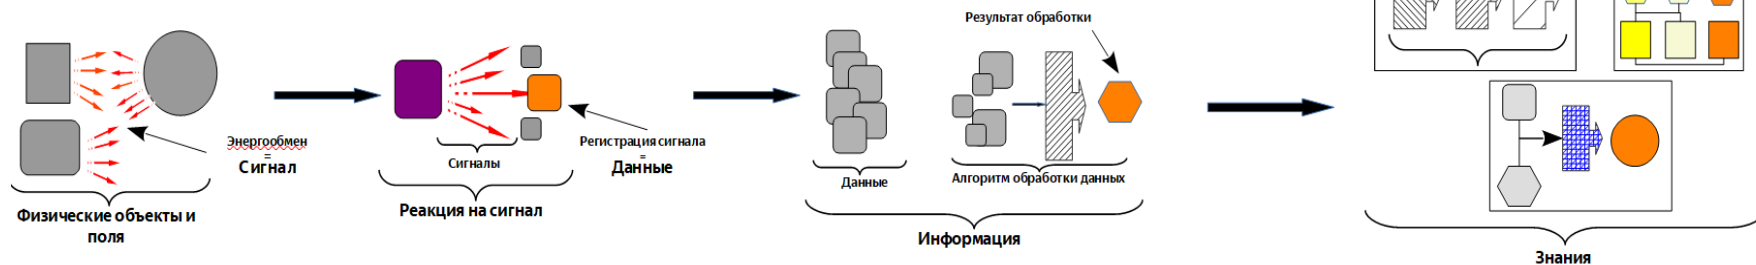 Энергообмен
=
Сигнал
Физические объекты и
поля
Сигналы
Реакция на сигнал
Регистрация сигнала
=
Данные
Результат обработки
Данные
Алгоритм обработки данных
Информация
Знания